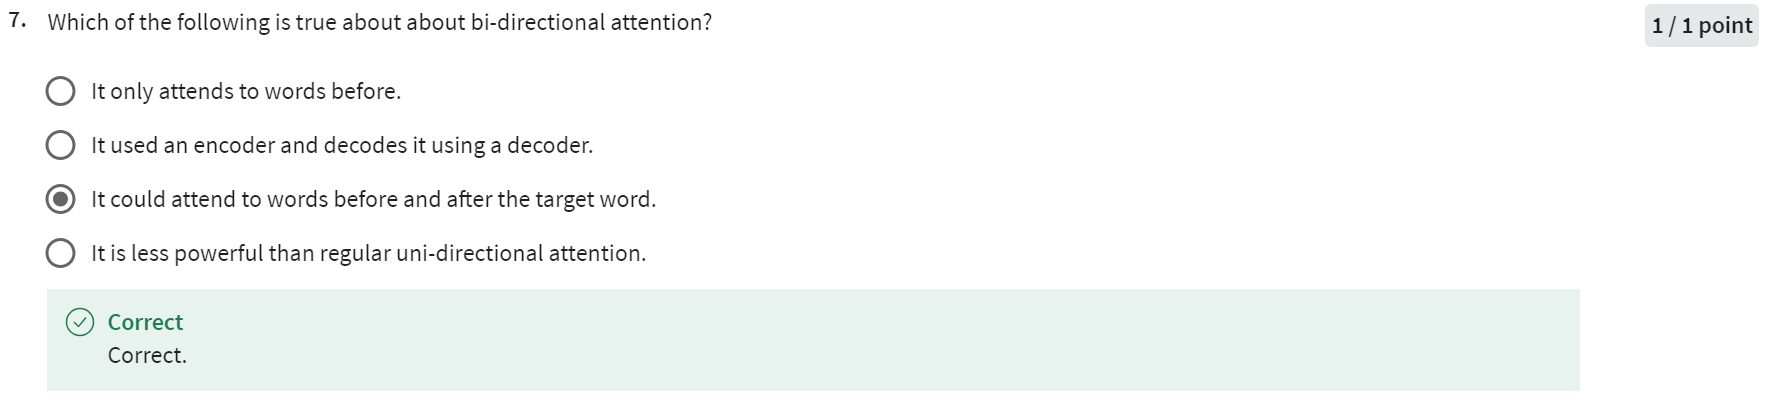 7. Which of the following is true about about bi-directional attention?
1 / 1 point
It only attends to words before.
It used an encoder and decodes it using a decoder.
It could attend to words before and after the target word.
It is less powerful than regular uni-directional attention.
Correct
Correct.